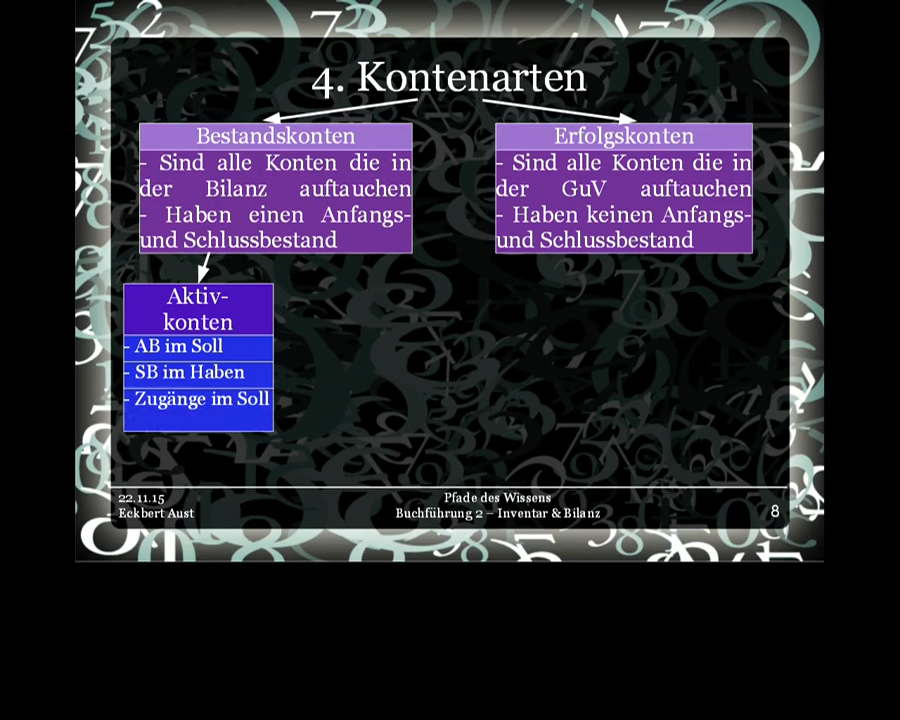 4. Kontenarten
Bestandskonten
- Sind alle Konten die in
der Bilanz auftauchen
- Haben einen Anfangs-
und Schlussbestand
Erfolgskonten
- Sind alle Konten die in
der GuV auftauchen
- Haben keinen Anfangs-
und Schlussbestand
Aktiv-
konten
- AB im Soll
- SB im Haben
- Zugänge im Soll
22.11.15
Eckbert Aust
Pfade des Wissens
Buchführung 2 – Inventar & Bilanz
8